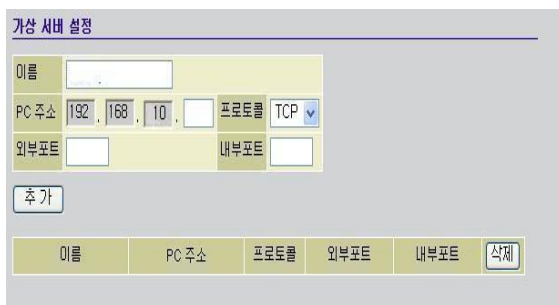 가상 서버 설정
이름
PC 주소 192 . 168 . 10 . 프로토콜 TCP
외부포트 내부포트
추가
이름 PC 주소 프로토콜 외부포트 내부포트 삭제